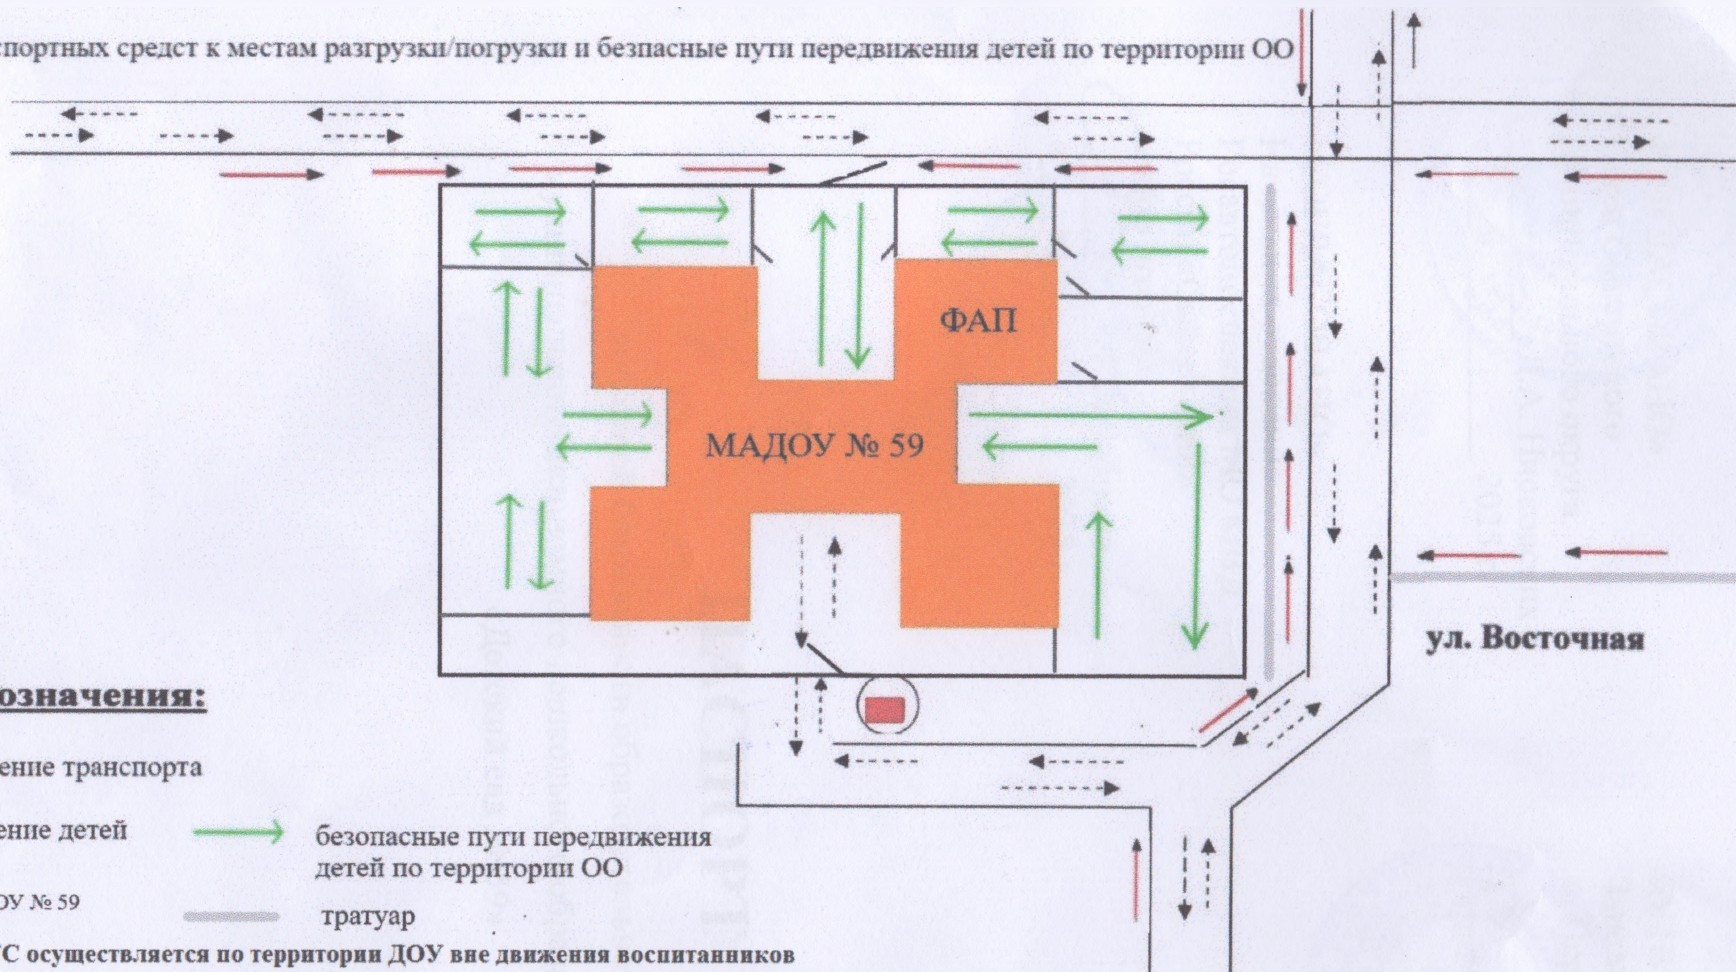 спортных средст к местам разгрузки/погрузки и безпасные пути передвижения детей по территории ОО
ФАП
МАДОУ № 59
ул. Восточная
означения:
ение транспорта
ение детей
безопасные пути передвижения
детей по территории ОО
ОУ № 59
тратуар
ТС осуществляется по территории ДОУ вне движения воспитанников